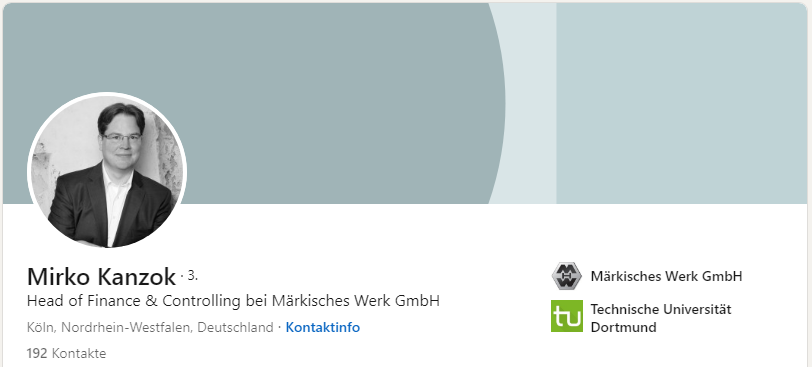 Mirko Kanzok · 3.
Head of Finance & Controlling bei Märkisches Werk GmbH
Köln, Nordrhein-Westfalen, Deutschland · Kontaktinfo
192 Kontakte
Märkisches Werk GmbH
tu
Technische Universität
Dortmund